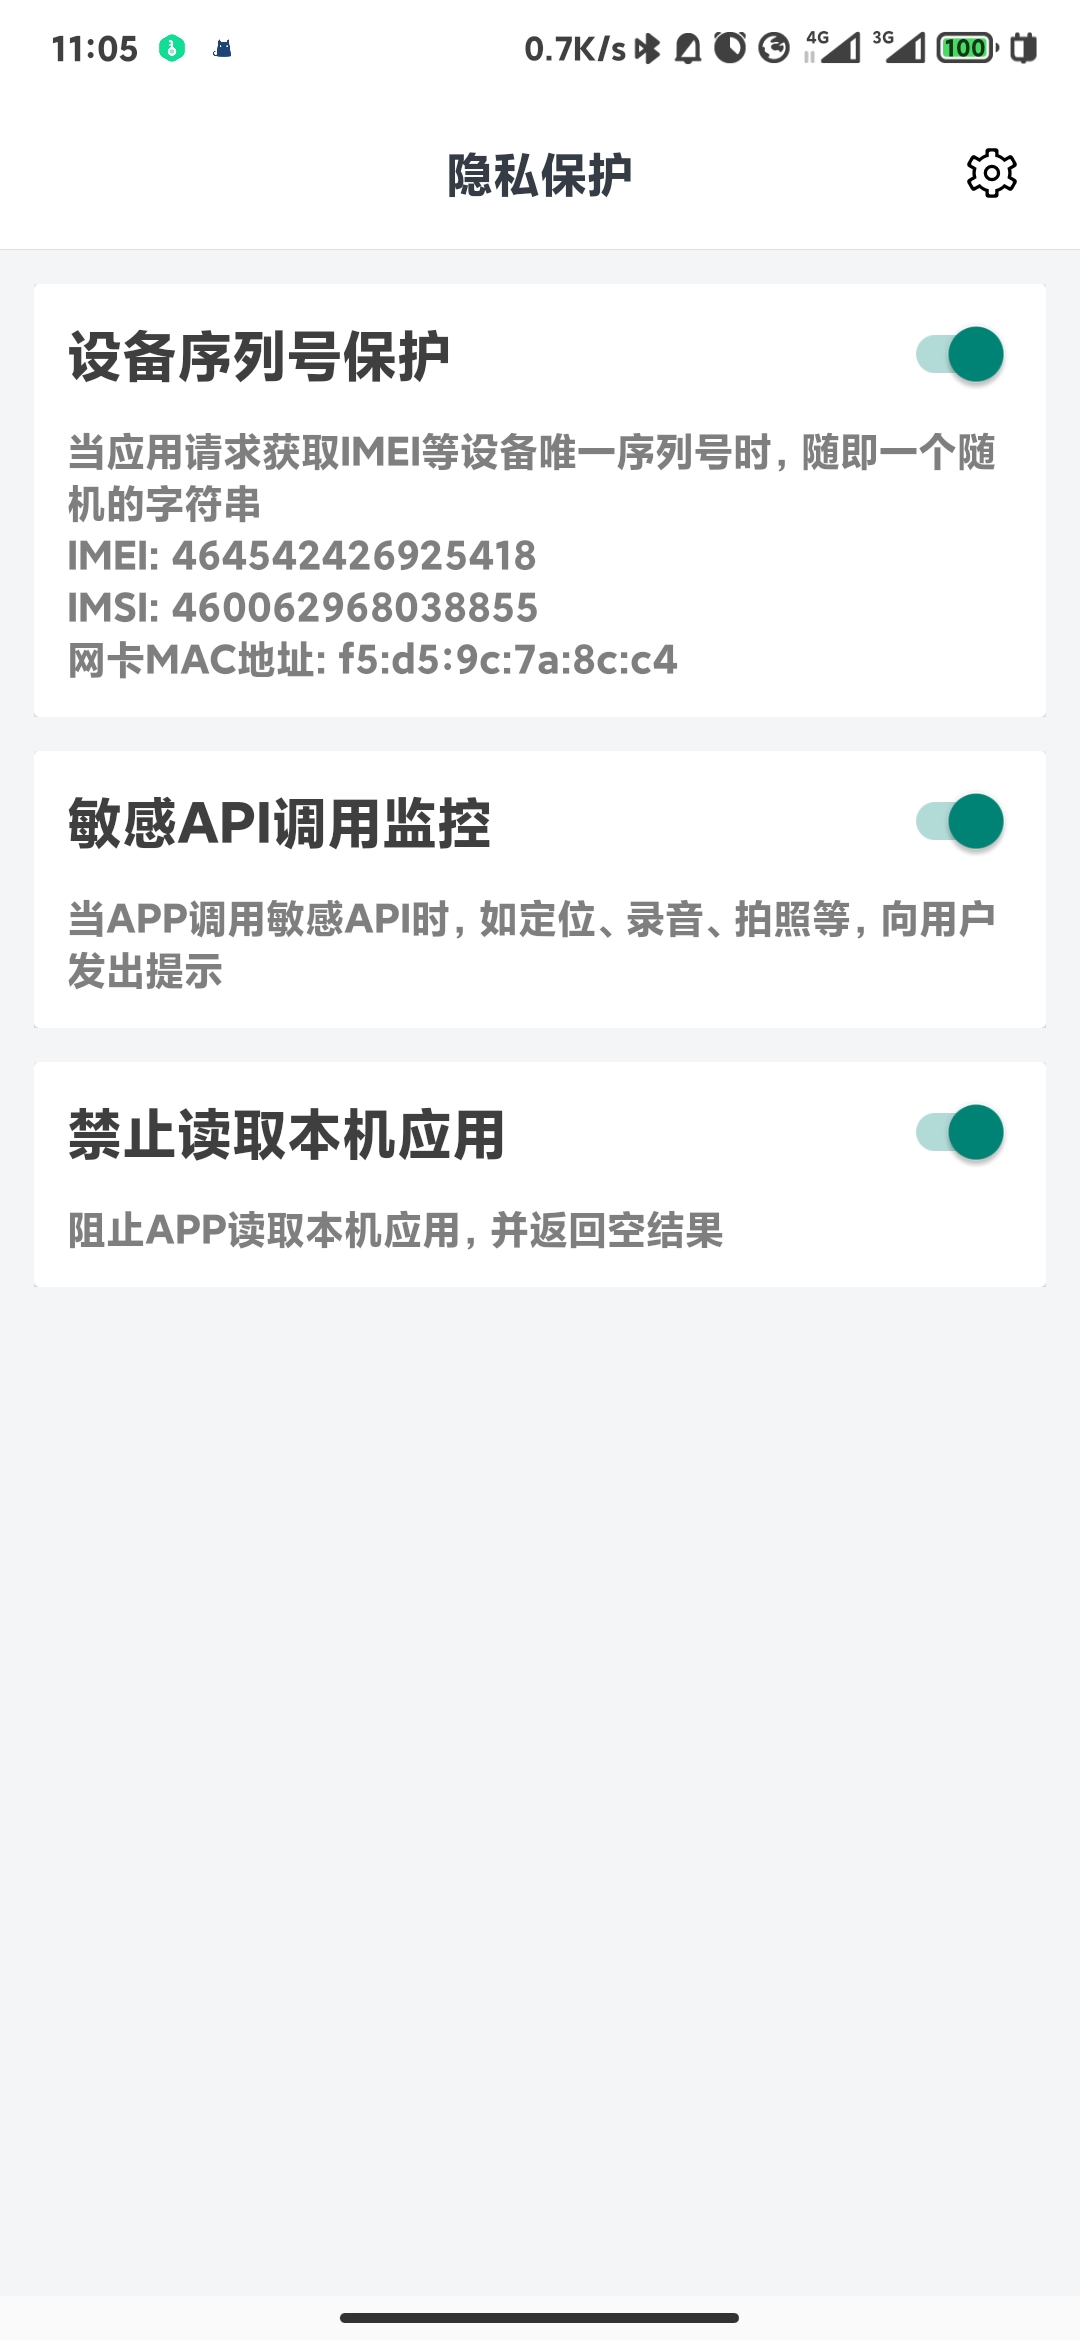 11:05
0.7K/s 4G 3G 100
隐私保护
设备序列号保护
当应用请求获取IMEI等设备唯一序列号时, 随即一个随
机的字符串
IMEI: 464542426925418
IMSI: 460062968038855
网卡MAC地址: f5:d5:9c:7a:8c:c4
敏感API调用监控
当APP调用敏感API时, 如定位、录音、拍照等, 向用户
发出提示
禁止读取本机应用
阻止APP读取本机应用, 并返回空结果